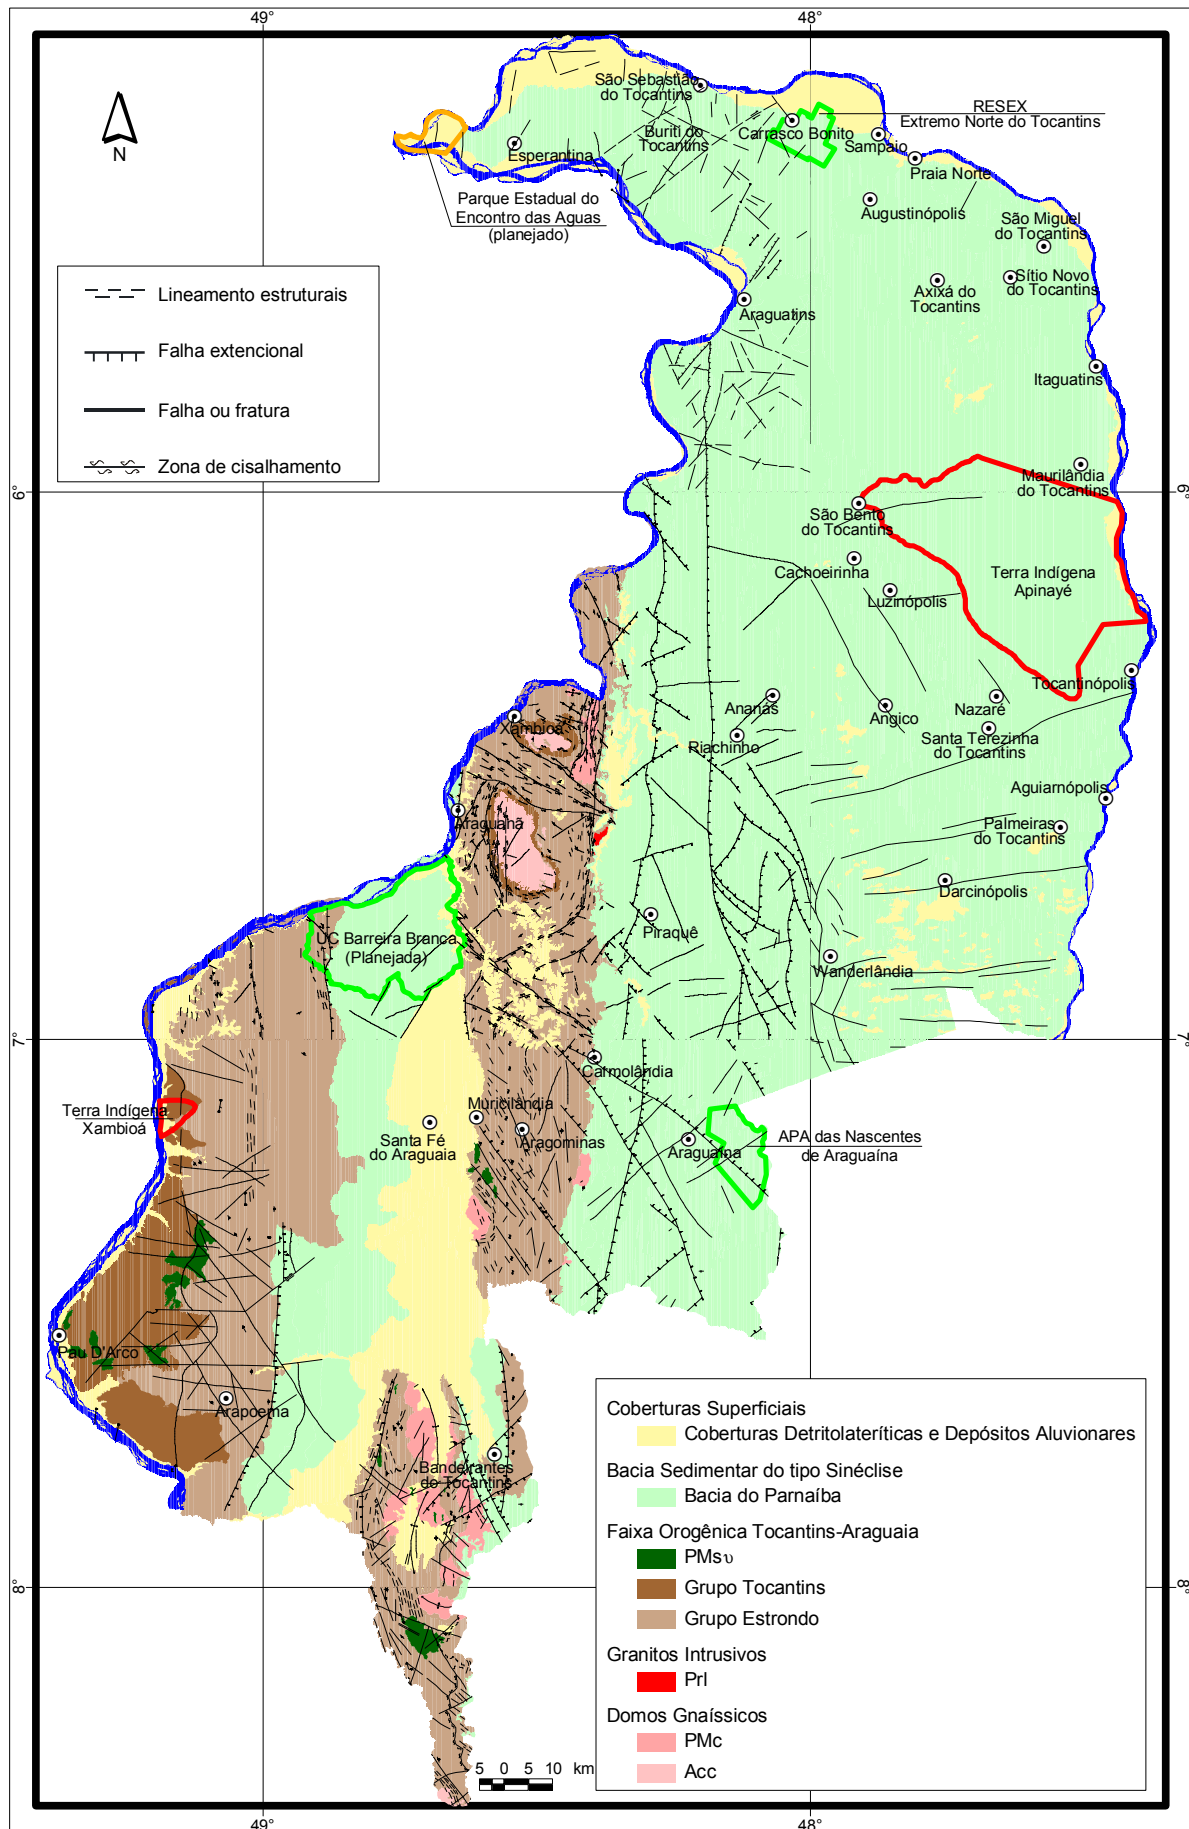 49°
48°
N
São Sebastião
do Tocantins
Buriti do
Tocantins
Carrasco Bonito
RESEX
Extremo Norte do Tocantins
Sampaio
Praia Norte
Esperantina
Parque Estadual do
Encontro das Aguas
(planejado)
Augustinópolis
São Miguel
do Tocantins
Sítio Novo
do Tocantins
Axixá do
Tocantins
Araguatins
Itaguatins
Lineamento estruturais
Falha extencional
Falha ou fratura
Zona de cisalhamento
6°
6°
Maurilândia
do Tocantins
São Bento
do Tocantins
Cachoeirinha
Luzinópolis
Terra Indígena
Apinayé
Tocantinópolis
Ananás
Angico
Nazaré
Riachinho
Santa Terezinha
do Tocantins
Xambioá
Aguiarnópolis
Araguanã
Palmeiras
do Tocantins
Darcinópolis
Piraquê
UC Barreira Branca
(Planejada)
Wanderlândia
7°
7°
Carmolândia
Terra Indígena
Xambioá
Muricilândia
Santa Fé
do Araguaia
Aragominas
Araguaína
APA das Nascentes
de Araguaína
Pau D'Arco
Arapoema
Bandeirantes
do Tocantins
8°
8°
Coberturas Superficiais
Coberturas Detritolateríticas e Depósitos Aluvionares
Bacia Sedimentar do tipo Sinéclise
Bacia do Parnaíba
Faixa Orogênica Tocantins-Araguaia
PMsυ
Grupo Tocantins
Grupo Estrondo
Granitos Intrusivos
Prl
Domos Gnaíssicos
PMc
Acc
5 0 5 10 km
49°
48°